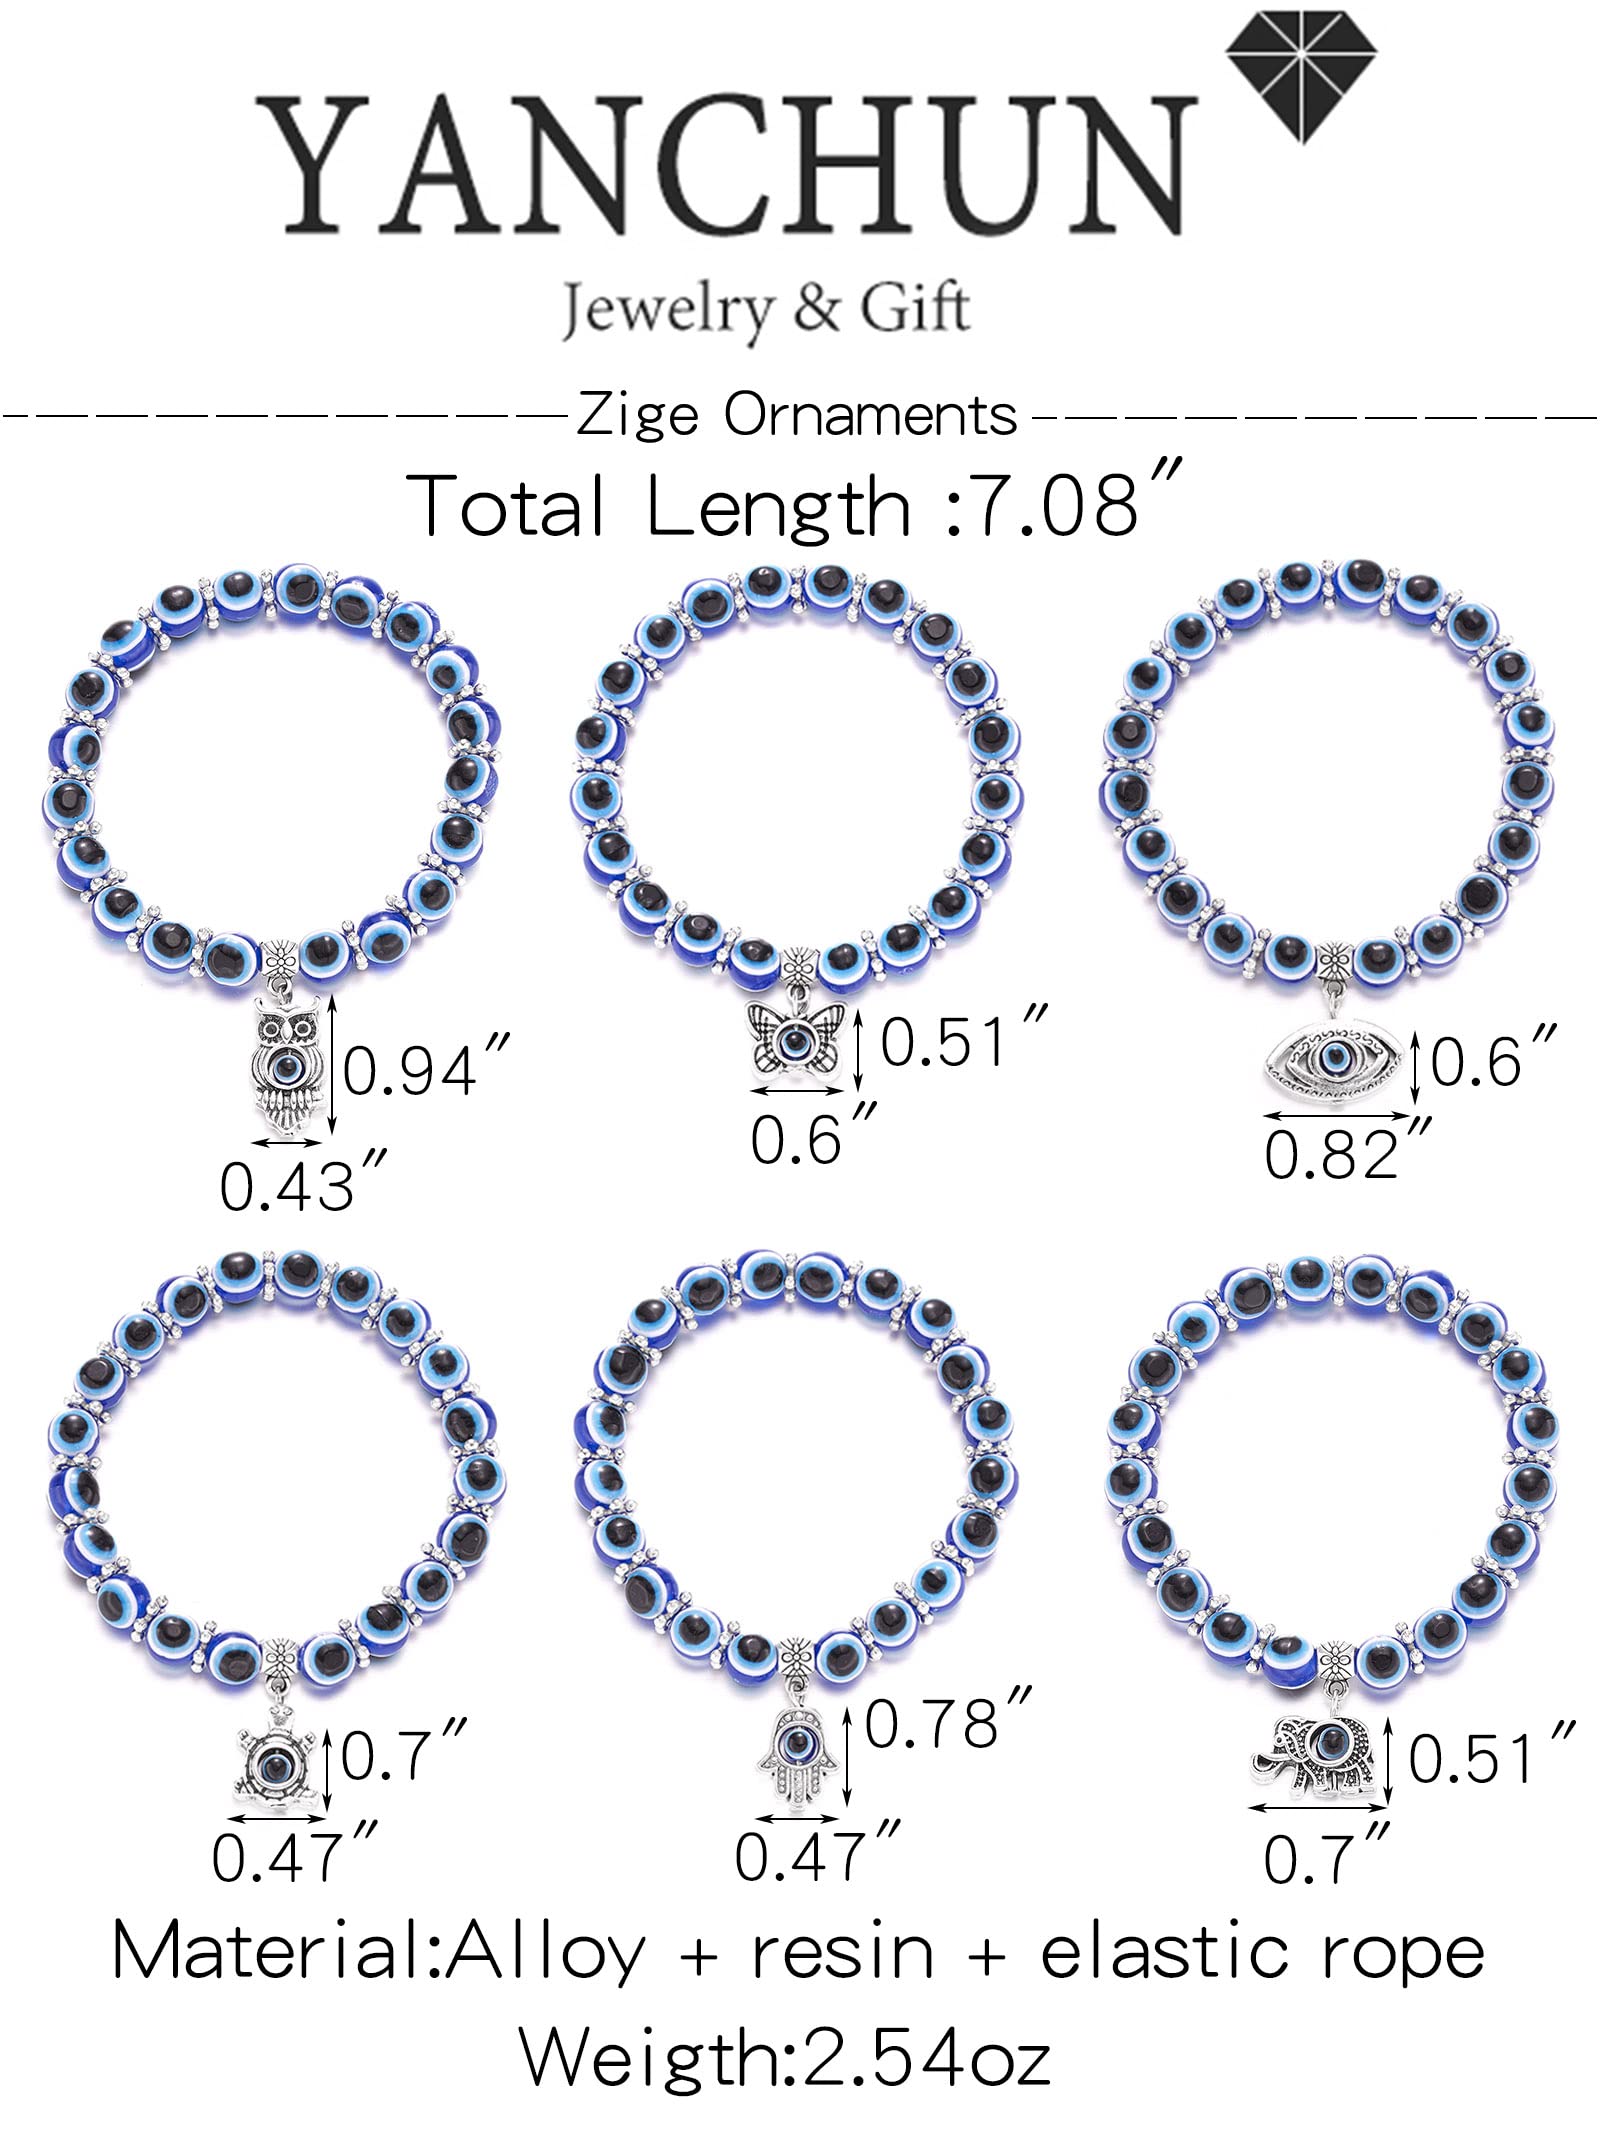 YANCHUN
Jewelry & Gift
Zige Ornaments
Total Length :7.08"
0.94"
0.43"
0.51"
0.6"
0.6"
0.82"
0.7"
0.47"
0.78"
0.47"
0.51"
0.7"
Material:Alloy + resin + elastic rope
Weigth:2.54oz